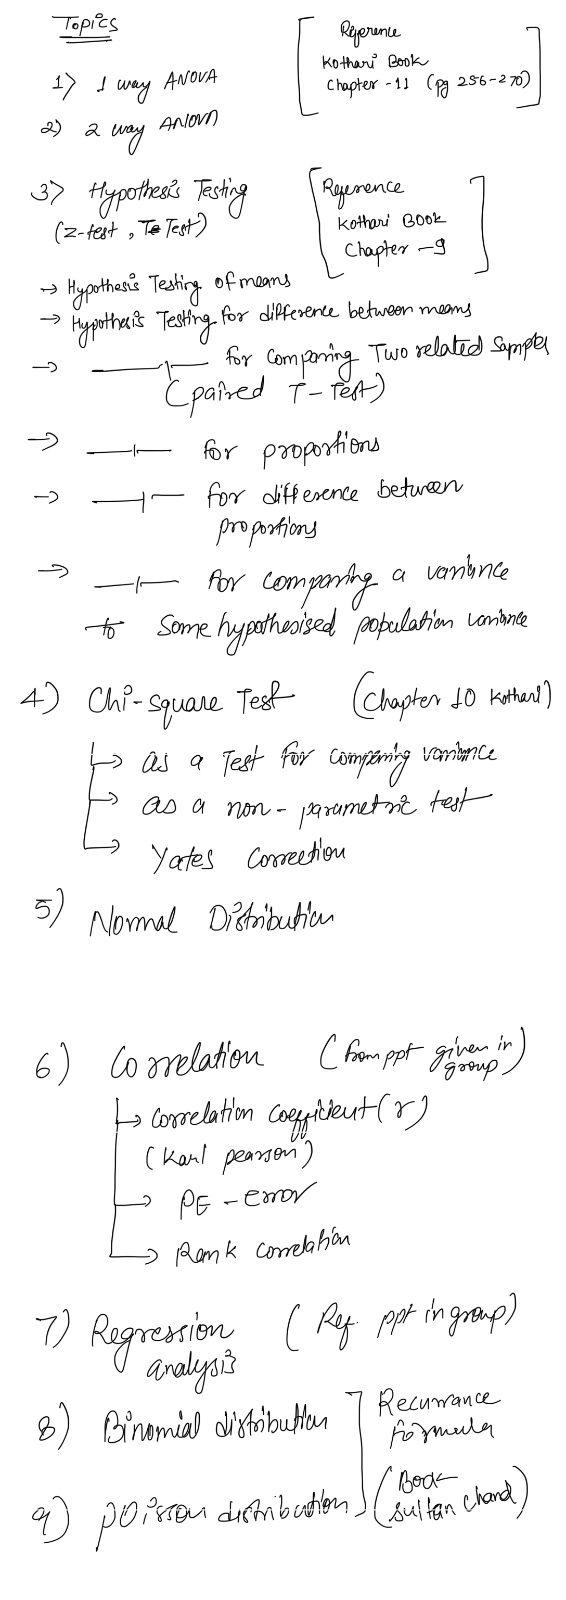 Topics
Reference
Kothari Book
Chapter - 11 (pg 256-270)
1) 1 way ANOVA
2) 2 way ANOVA
3) Hypothesis Testing
(Z-test, T Test)
Reference
Kothari Book
Chapter - 9
→ Hypothesis Testing of means
→ Hypothesis Testing for difference between means
→ —||— for comparing Two related samples
(paired T-Test)
→ —||— for proportions
→ —||— for difference between
proportions
→ —||— for comparing a variance
to some hypothesised population variance
4) Chi-square Test (Chapter 10 Kothari)
↳ as a Test for comparing variance
↳ as a non-parametric test
↳ Yates Correction
5) Normal Distribution
6) Correlation (from ppt given in
group)
↳ Correlation coefficient (r)
(Karl pearson)
→ PE - error
→ Rank correlation
7) Regression (Ref. ppt in group)
analysis
8) Binomial distribution
Recurrance
formula
9) poisson distribution
(Book
sultan chand)